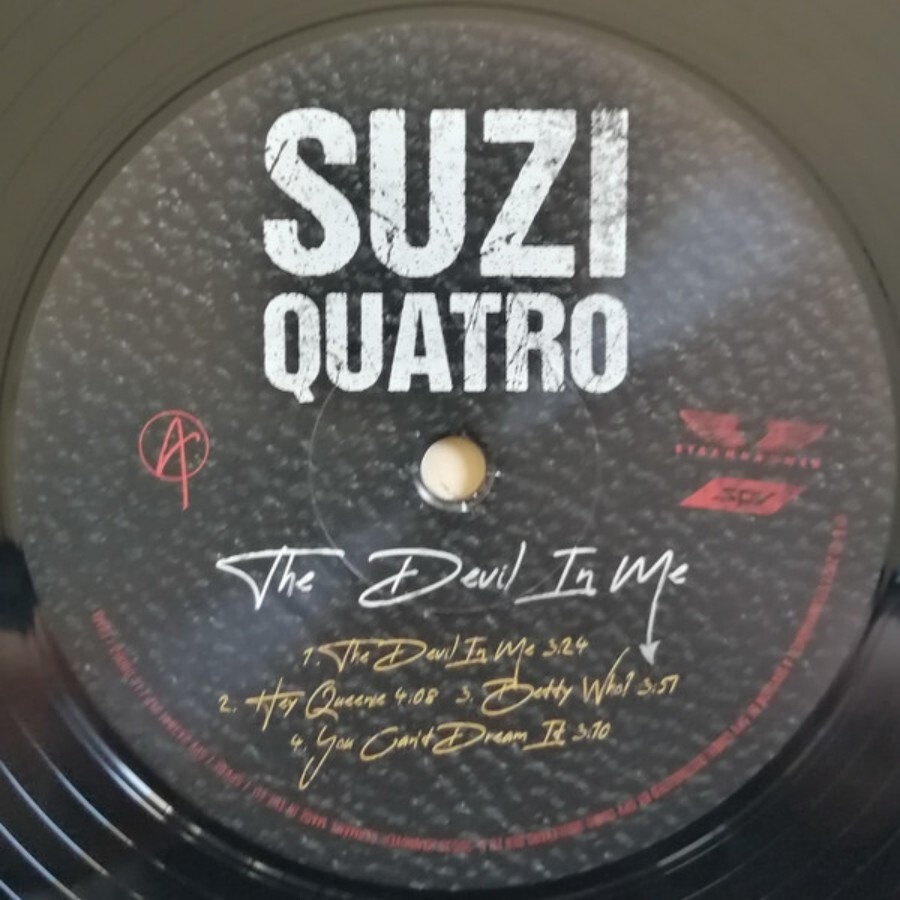 SUZI
QUATRO
A
STEAMHAMMER
SPV
The Devil In Me
1. The Devil In Me 3:24
2. Hey Queenie 4:08 3. Betty Who? 3:57
4. You Can't Dream It 3:10